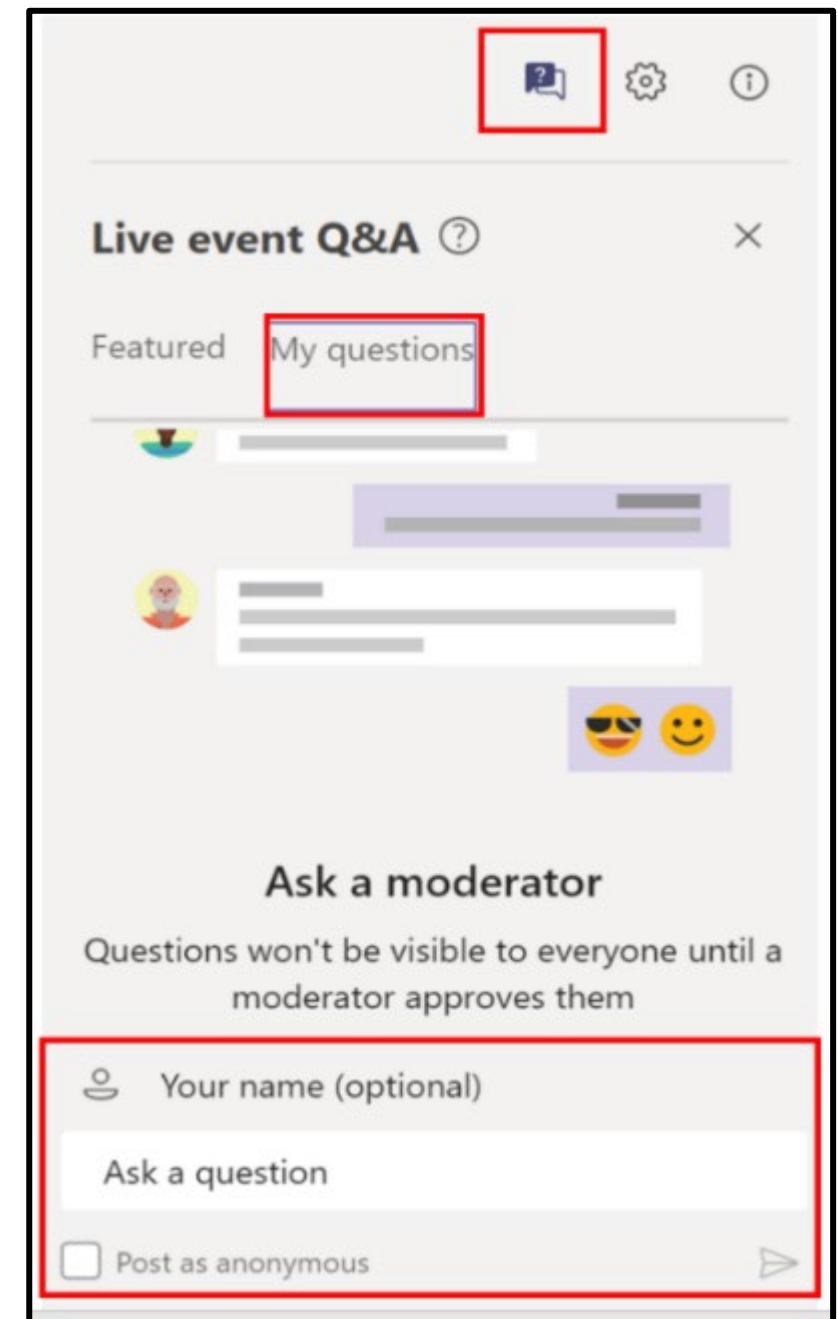 Live event Q&A
Featured My questions
Ask a moderator
Questions won't be visible to everyone until a
moderator approves them
Your name (optional)
Ask a question
Post as anonymous